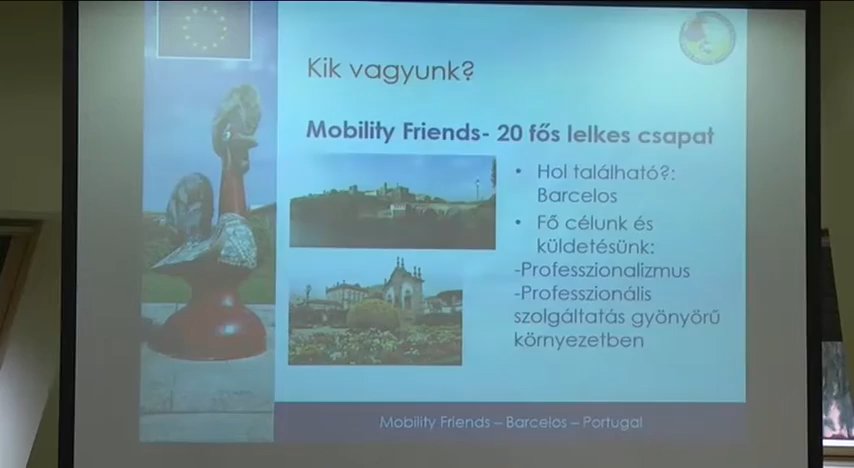 Kik vagyunk?
Mobility Friends- 20 fős lelkes csapat
• Hol található?:
Barcelos
• Fő célunk és
küldetésünk:
-Professzionalizmus
-Professzionális
szolgáltatás gyönyörű
környezetben
Mobility Friends – Barcelos – Portugal